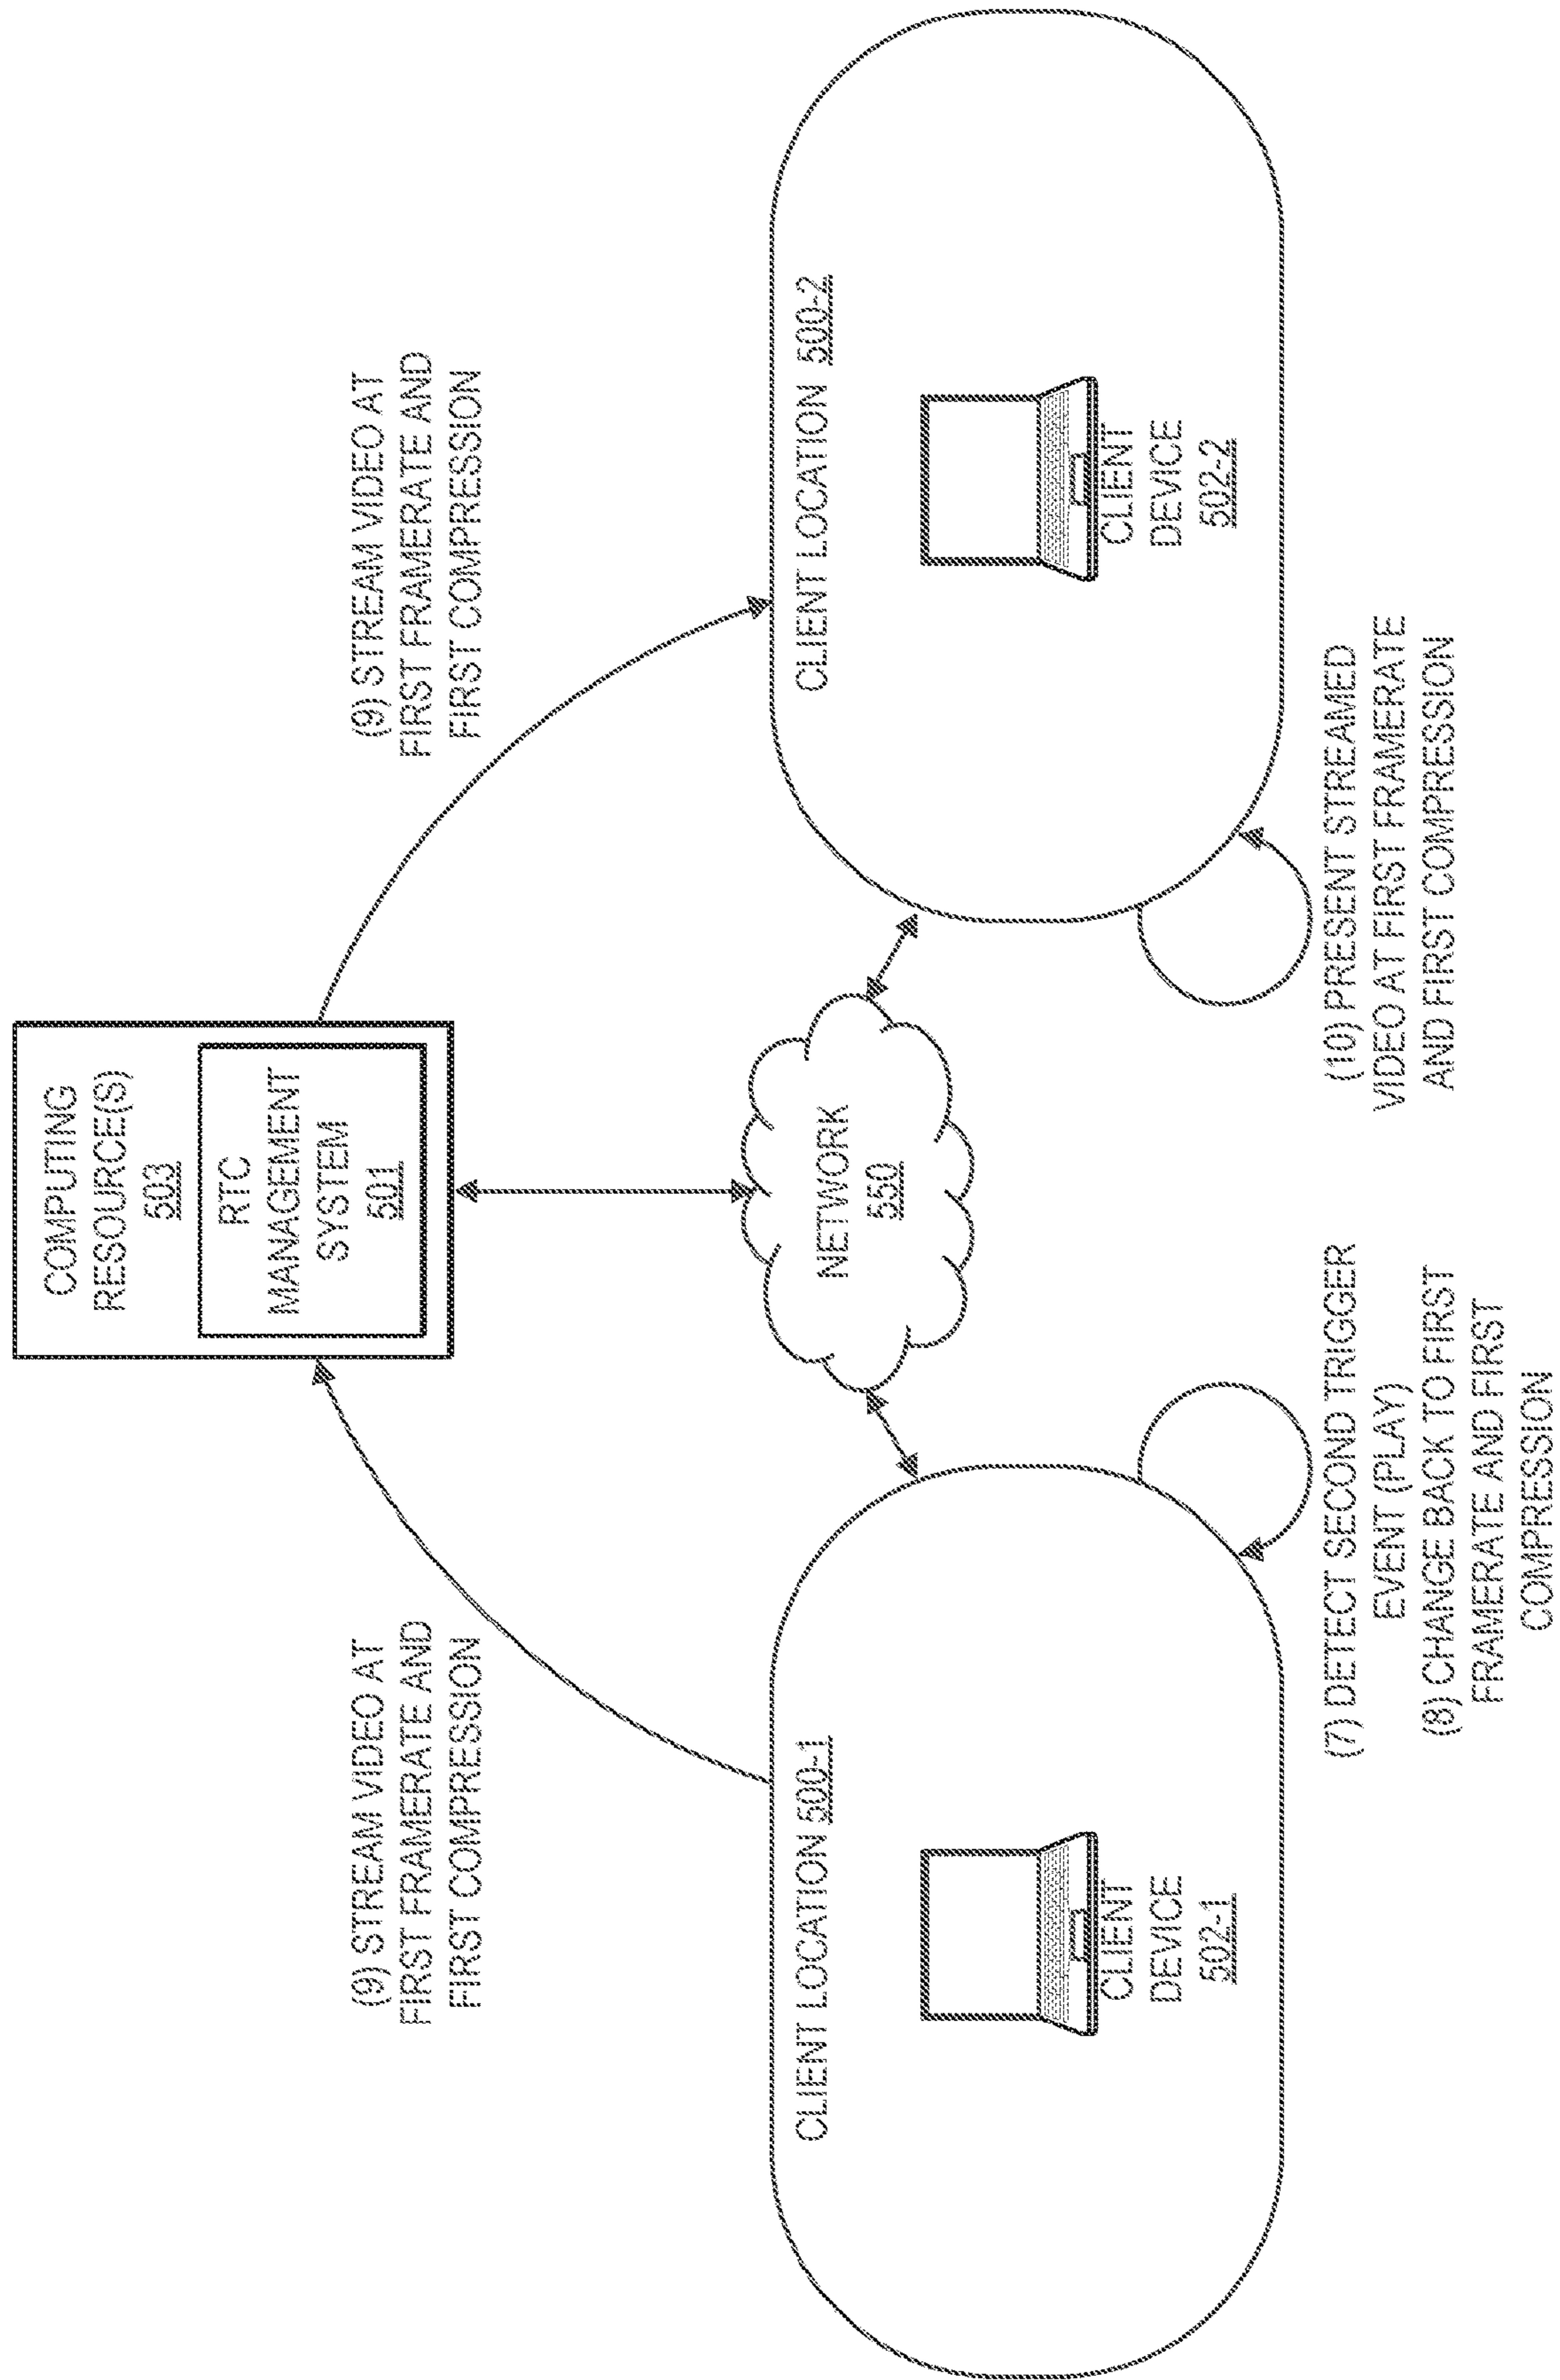 COMPUTING
RESOURCE(S)
503
RTC
MANAGEMENT
SYSTEM
501
(9) STREAM VIDEO AT
FIRST FRAMERATE AND
FIRST COMPRESSION
(9) STREAM VIDEO AT
FIRST FRAMERATE AND
FIRST COMPRESSION
NETWORK
550
CLIENT LOCATION 500-1
CLIENT
DEVICE
502-1
CLIENT LOCATION 500-2
CLIENT
DEVICE
502-2
(7) DETECT SECOND TRIGGER
EVENT (PLAY)
(8) CHANGE BACK TO FIRST
FRAMERATE AND FIRST
COMPRESSION
(10) PRESENT STREAMED
VIDEO AT FIRST FRAMERATE
AND FIRST COMPRESSION